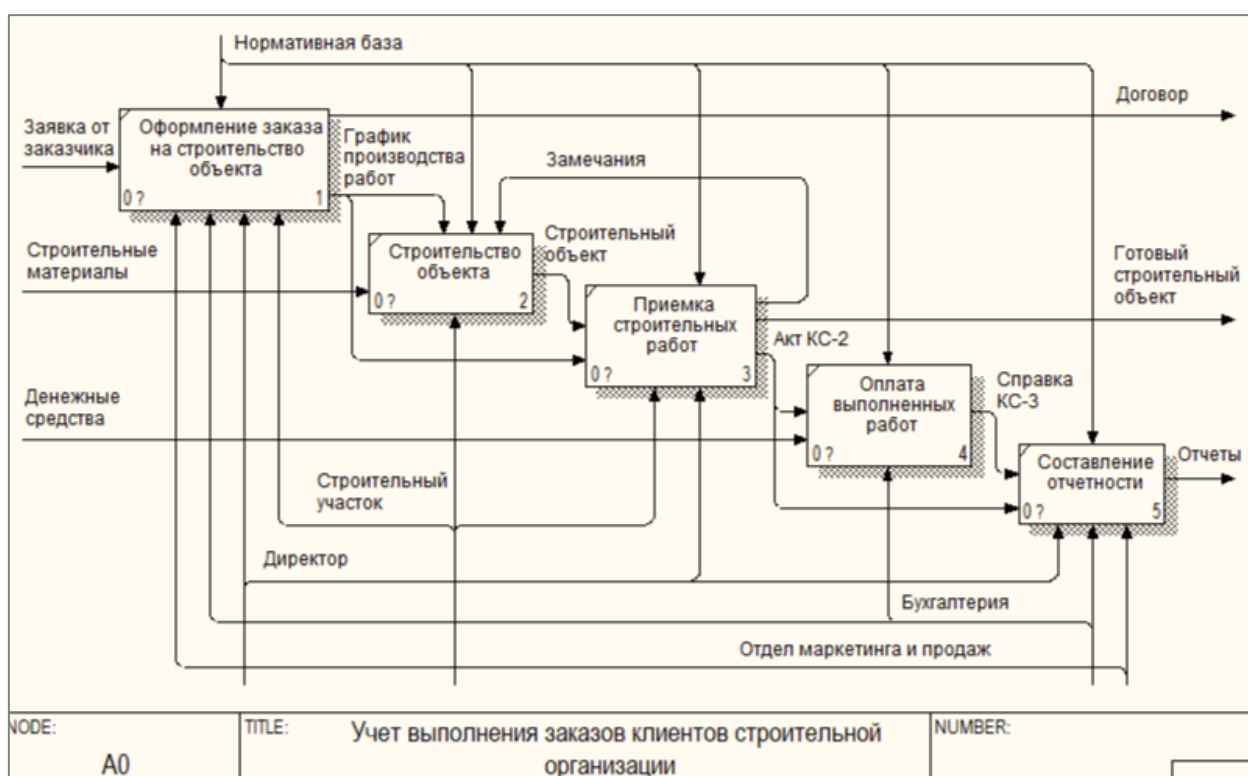 Нормативная база
Договор
Заявка от
заказчика
Оформление заказа
на строительство
объекта
0 ?
1
График
производства
работ
Замечания
Строительные
материалы
Строительство
объекта
0 ?
2
Строительный
объект
Готовый
строительный
объект
Приемка
строительных
работ
0 ?
3
Акт КС-2
Денежные
средства
Оплата
выполненных
работ
0 ?
4
Справка
КС-3
Составление
отчетности
0 ?
5
Отчеты
Строительный
участок
Директор
Бухгалтерия
Отдел маркетинга и продаж
NODE:
A0
TITLE:
Учет выполнения заказов клиентов строительной
организации
NUMBER: